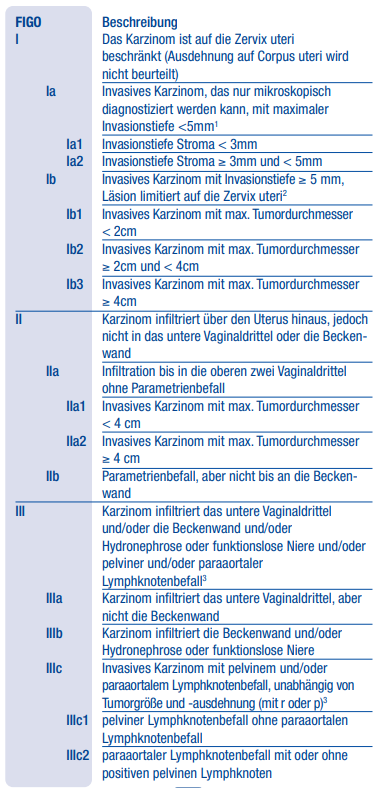 FIGO Beschreibung
I Das Karzinom ist auf die Zervix uteri
beschränkt (Ausdehnung auf Corpus uteri wird
nicht beurteilt)
Ia Invasives Karzinom, das nur mikroskopisch
diagnostiziert werden kann, mit maximaler
Invasionstiefe <5mm¹
Ia1 Invasionstiefe Stroma < 3mm
Ia2 Invasionstiefe Stroma ≥ 3mm und < 5mm
Ib Invasives Karzinom mit Invasionstiefe ≥ 5 mm,
Läsion limitiert auf die Zervix uteri²
Ib1 Invasives Karzinom mit max. Tumordurchmesser
< 2cm
Ib2 Invasives Karzinom mit max. Tumordurchmesser
≥ 2cm und < 4cm
Ib3 Invasives Karzinom mit max. Tumordurchmesser
≥ 4cm
II Karzinom infiltriert über den Uterus hinaus, jedoch
nicht in das untere Vaginaldrittel oder die Becken-
wand
IIa Infiltration bis in die oberen zwei Vaginaldrittel
ohne Parametrienbefall
IIa1 Invasives Karzinom mit max. Tumordurchmesser
< 4 cm
IIa2 Invasives Karzinom mit max. Tumordurchmesser
≥ 4 cm
IIb Parametrienbefall, aber nicht bis an die Becken-
wand
III Karzinom infiltriert das untere Vaginaldrittel
und/oder die Beckenwand und/oder
Hydronephrose oder funktionslose Niere und/oder
pelviner und/oder paraaortaler
Lymphknotenbefall³
IIIa Karzinom infiltriert das untere Vaginaldrittel, aber
nicht die Beckenwand
IIIb Karzinom infiltriert die Beckenwand und/oder
Hydronephrose oder funktionslose Niere
IIIc Invasives Karzinom mit pelvinem und/oder
paraaortalem Lymphknotenbefall, unabhängig von
Tumorgröße und -ausdehnung (mit r oder p)³
IIIc1 pelviner Lymphknotenbefall ohne paraaortalen
Lymphknotenbefall
IIIc2 paraaortaler Lymphknotenbefall mit oder ohne
positiven pelvinen Lymphknoten